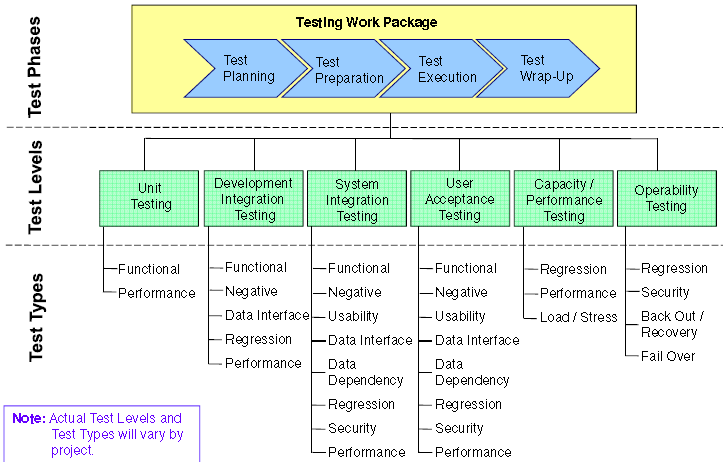 Testing Work Package
Test Phases
Test
Planning
Test
Preparation
Test
Execution
Test
Wrap-Up
Test Levels
Unit
Testing
Development
Integration
Testing
System
Integration
Testing
User
Acceptance
Testing
Capacity /
Performance
Testing
Operability
Testing
Test Types
Functional
Performance
Functional
Negative
Data Interface
Regression
Performance
Functional
Negative
Usability
Data Interface
Data
Dependency
Regression
Security
Performance
Functional
Negative
Usability
Data Interface
Data
Dependency
Regression
Security
Performance
Regression
Performance
Load / Stress
Regression
Security
Back Out /
Recovery
Fail Over
Note: Actual Test Levels and
Test Types will vary by
project.